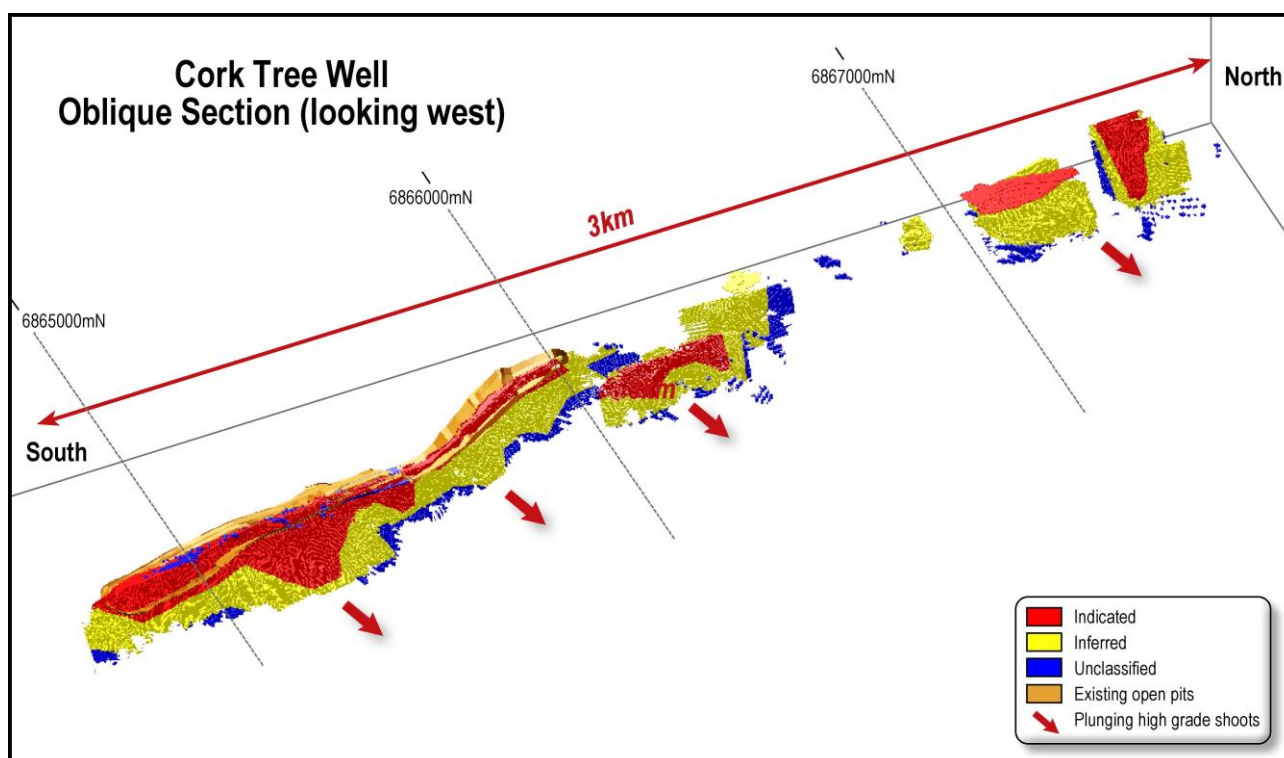 Cork Tree Well
Oblique Section (looking west)
6867000mN
North
6866000mN
3km
6865000mN
South
Indicated
Inferred
Unclassified
Existing open pits
Plunging high grade shoots